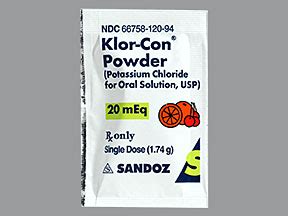 NDC 66758-120-94
Klor-Con®
Powder
(Potassium Chloride
for Oral Solution, USP)
20 mEq
℞ only
Single Dose (1.74 g)
SANDOZ
S